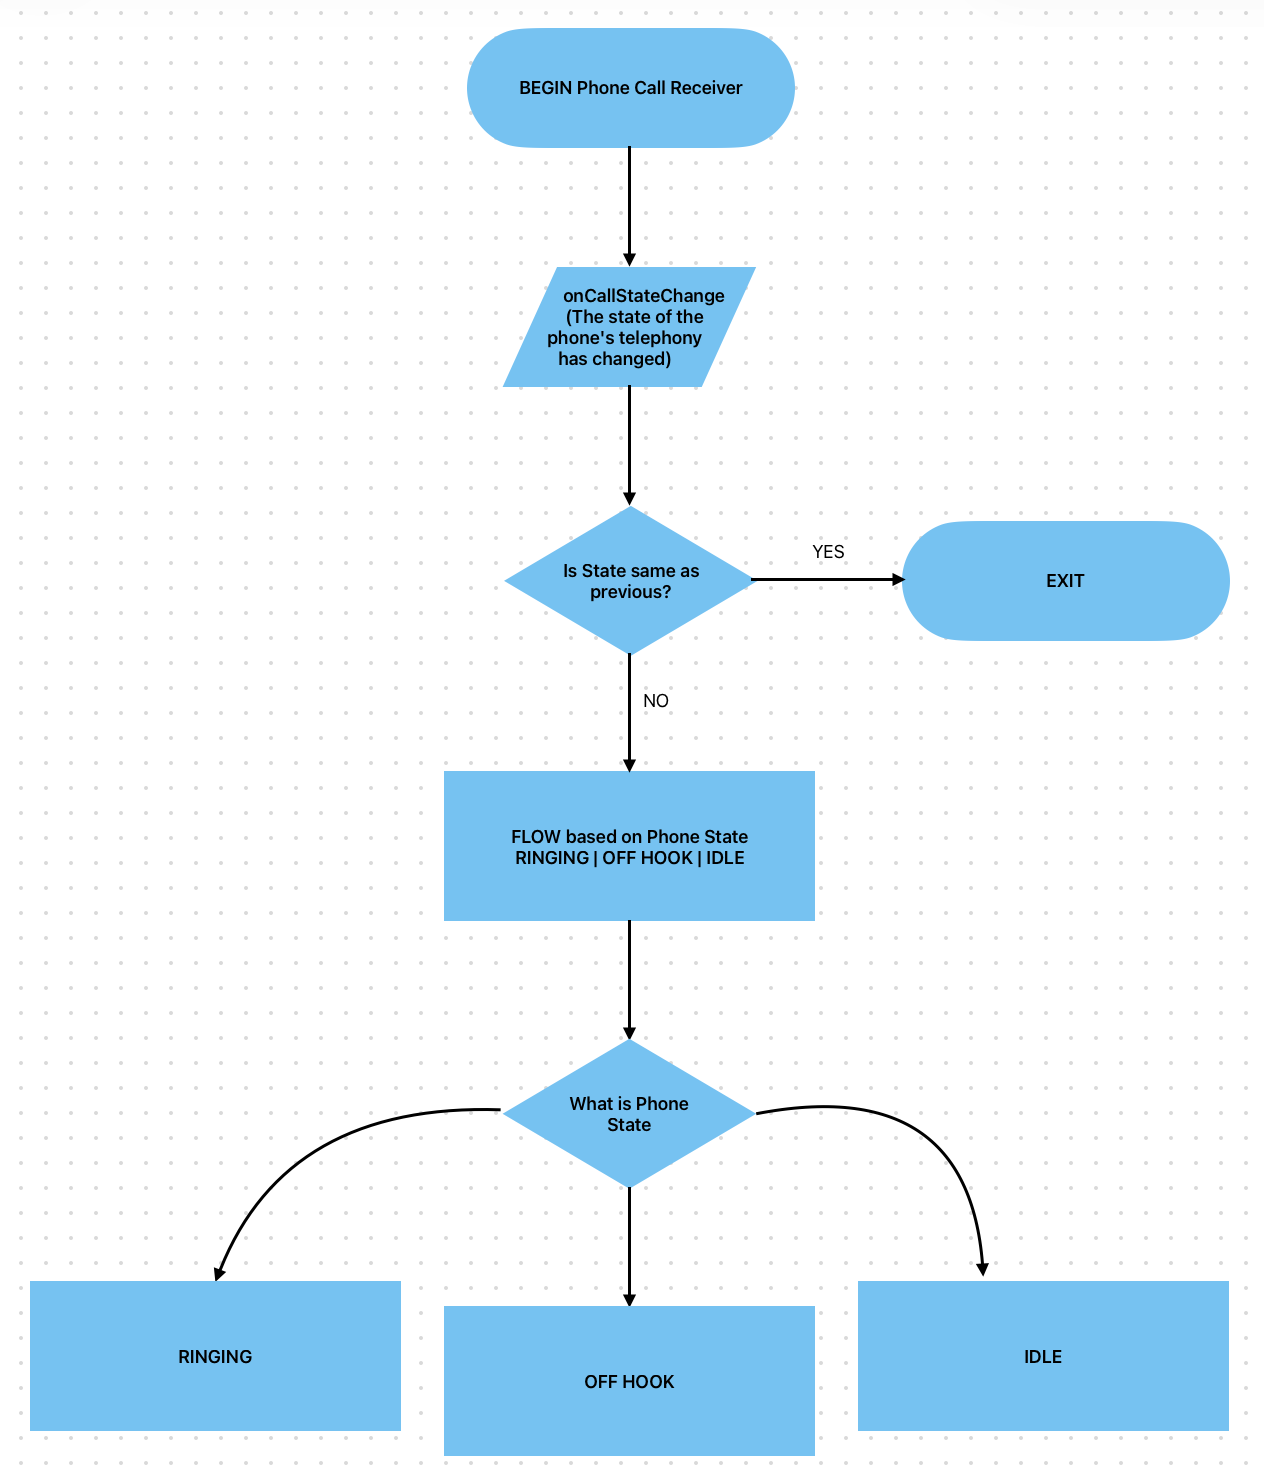 BEGIN Phone Call Receiver
onCallStateChange
(The state of the
phone's telephony
has changed)
Is State same as
previous?
YES
EXIT
NO
FLOW based on Phone State
RINGING | OFF HOOK | IDLE
What is Phone
State
RINGING
OFF HOOK
IDLE